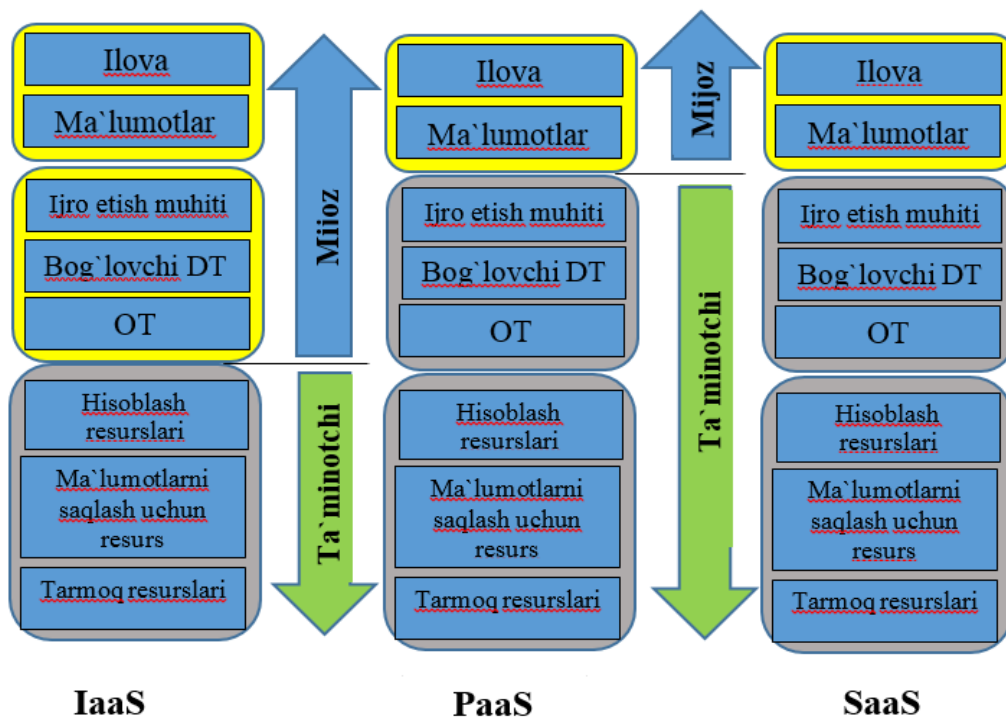 Ilova
Ma`lumotlar
Ijro etish muhiti
Bog`lovchi DT
OT
Hisoblash
resurslari
Ma`lumotlarni
saqlash uchun
resurs
Tarmoq resurslari
IaaS
Mijoz
Ta`minotchi
Ilova
Ma`lumotlar
Ijro etish muhiti
Bog`lovchi DT
OT
Hisoblash
resurslari
Ma`lumotlarni
saqlash uchun
resurs
Tarmoq resurslari
PaaS
Mijoz
Ta`minotchi
Ilova
Ma`lumotlar
Ijro etish muhiti
Bog`lovchi DT
OT
Hisoblash
resurslari
Ma`lumotlarni
saqlash uchun
resurs
Tarmoq resurslari
SaaS